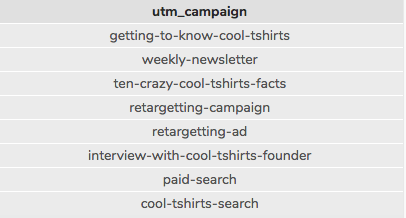 utm_campaign
getting-to-know-cool-tshirts
weekly-newsletter
ten-crazy-cool-tshirts-facts
retargetting-campaign
retargetting-ad
interview-with-cool-tshirts-founder
paid-search
cool-tshirts-search